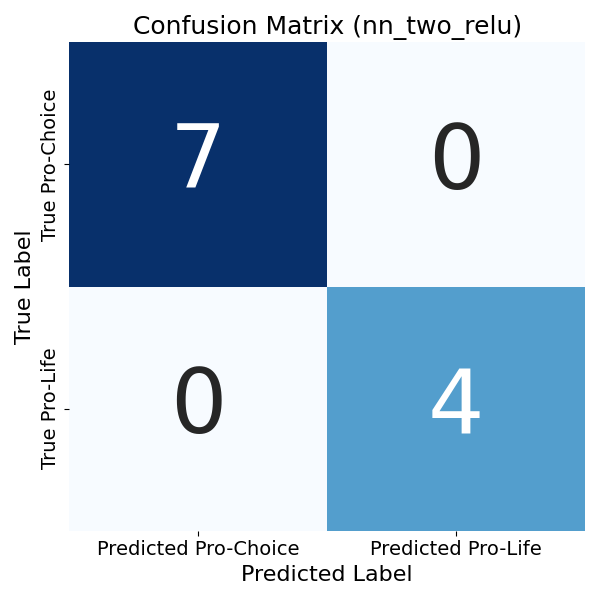 Confusion Matrix (nn_two_relu)
True Label
True Pro-Choice
7
0
True Pro-Life
0
4
Predicted Pro-Choice
Predicted Pro-Life
Predicted Label